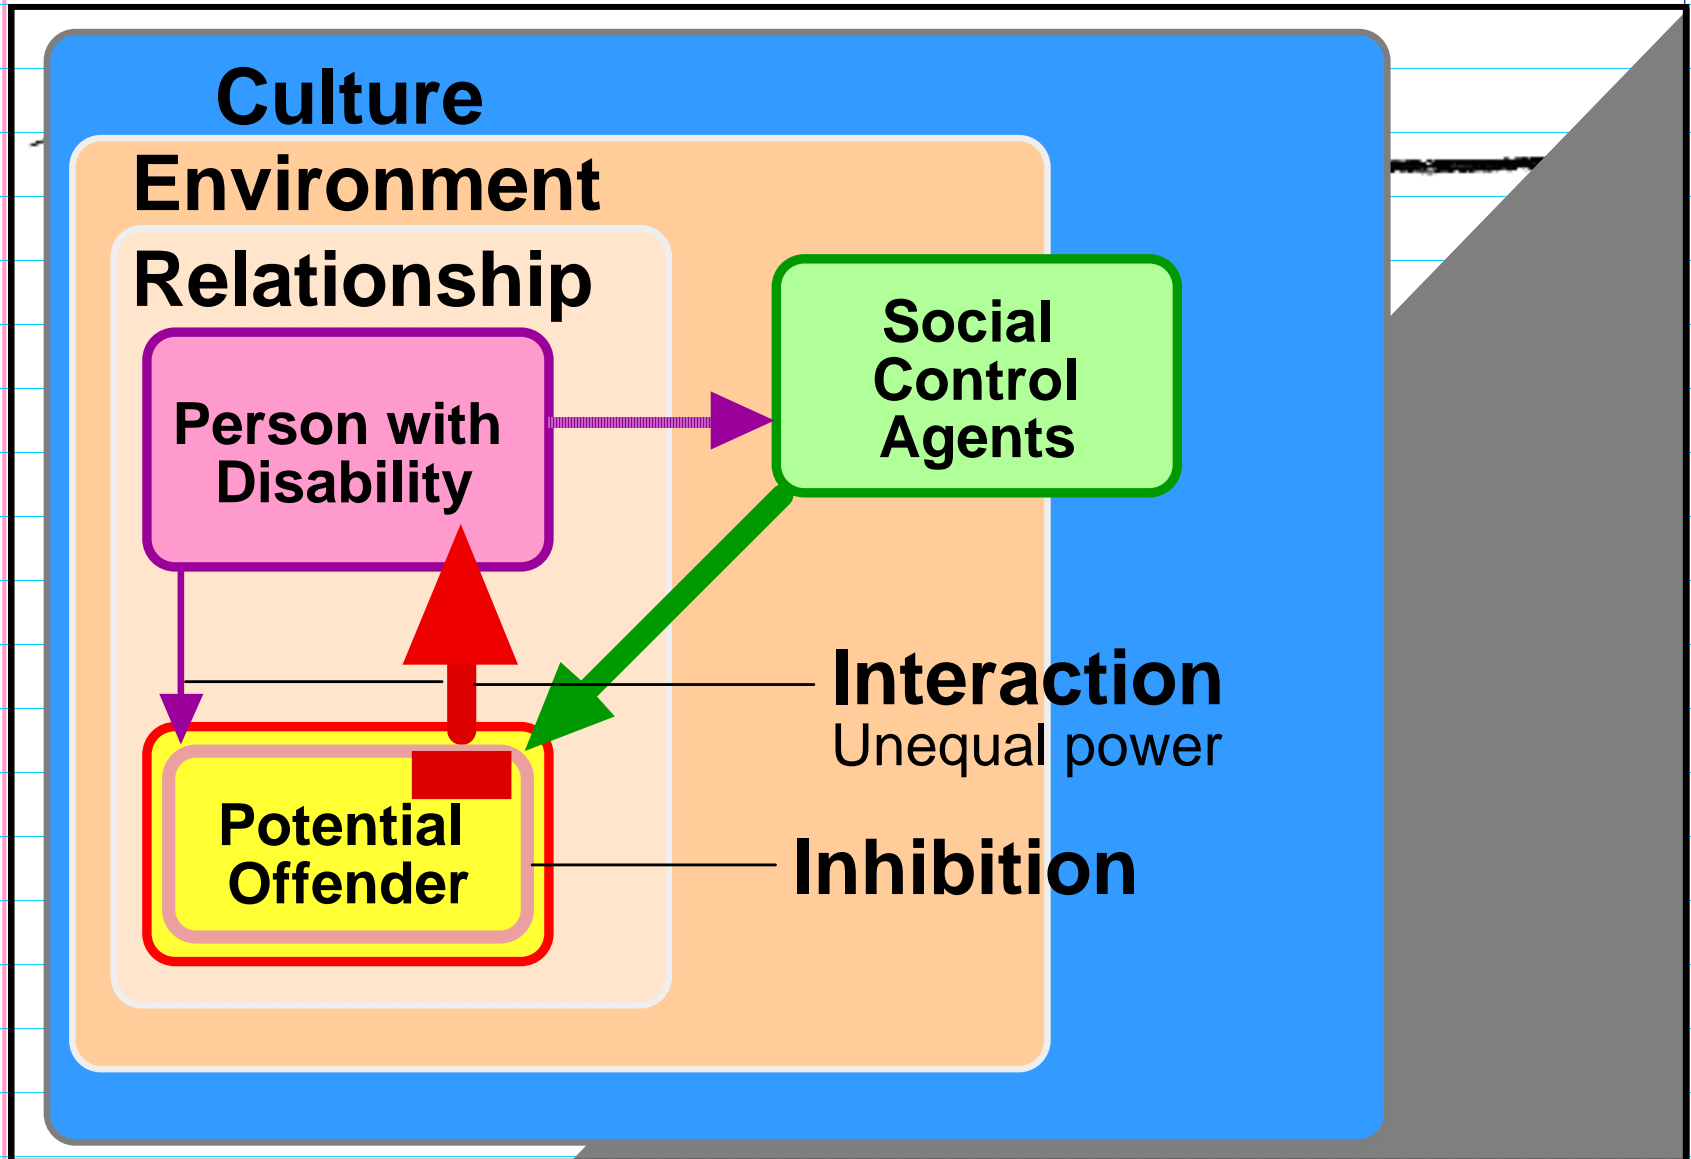 Culture
Environment
Relationship
Person with
Disability
Social
Control
Agents
Interaction
Unequal power
Potential
Offender
Inhibition